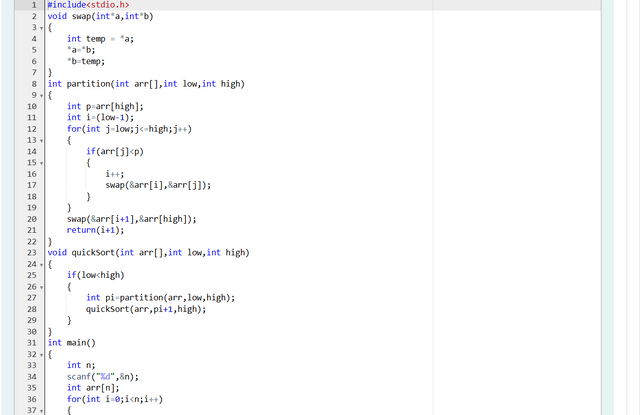 1 #include<stdio.h>
2 void swap(int*a,int*b)
3 {
4     int temp = *a;
5     *a=*b;
6     *b=temp;
7 }
8 int partition(int arr[],int low,int high)
9 {
10     int p=arr[high];
11     int i=(low-1);
12     for(int j=low;j<=high;j++)
13     {
14         if(arr[j]<p)
15         {
16             i++;
17             swap(&arr[i],&arr[j]);
18         }
19     }
20     swap(&arr[i+1],&arr[high]);
21     return(i+1);
22 }
23 void quickSort(int arr[],int low,int high)
24 {
25     if(low<high)
26     {
27         int pi=partition(arr,low,high);
28         quickSort(arr,pi+1,high);
29     }
30 }
31 int main()
32 {
33     int n;
34     scanf("%d",&n);
35     int arr[n];
36     for(int i=0;i<n;i++)
37     {